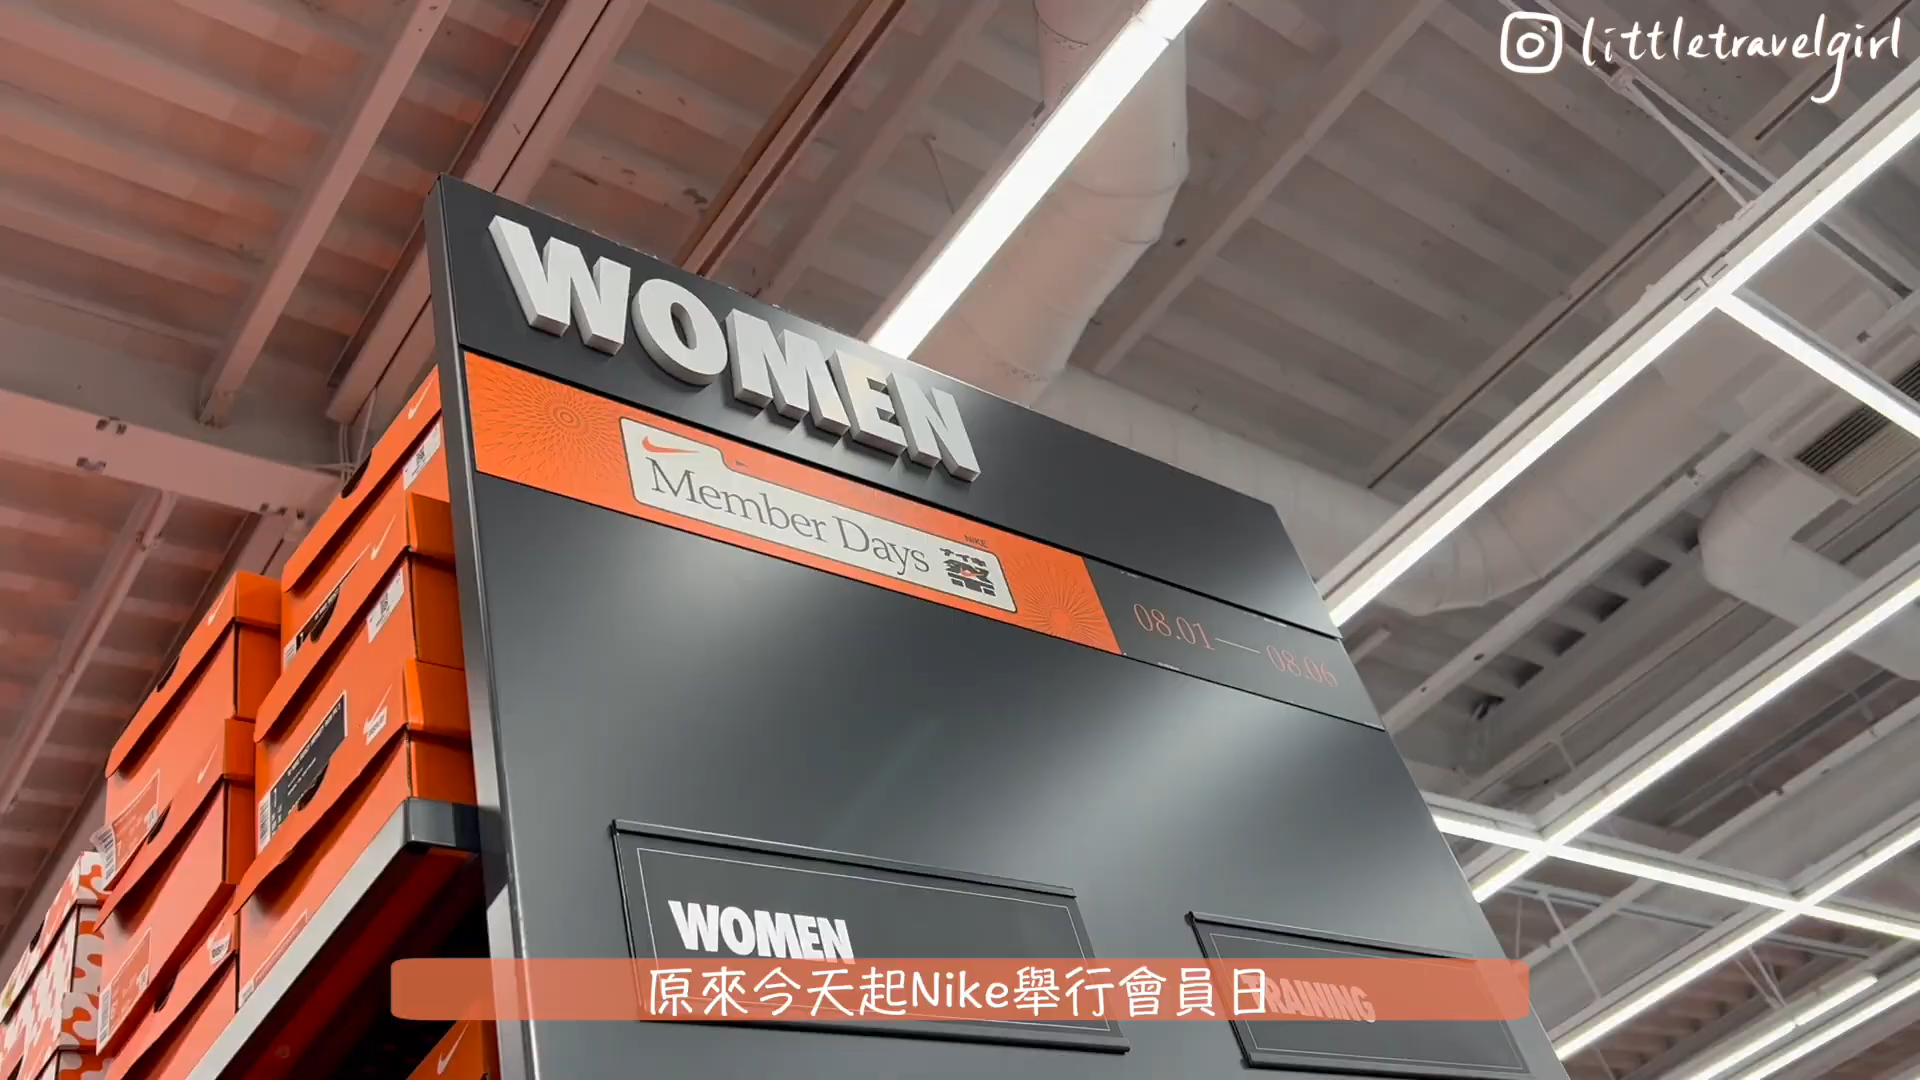 littletravelgirl
WOMEN
Member Days
NIKE
08.01—08.06
WOMEN
TRAINING
原來今天起Nike舉行會員日